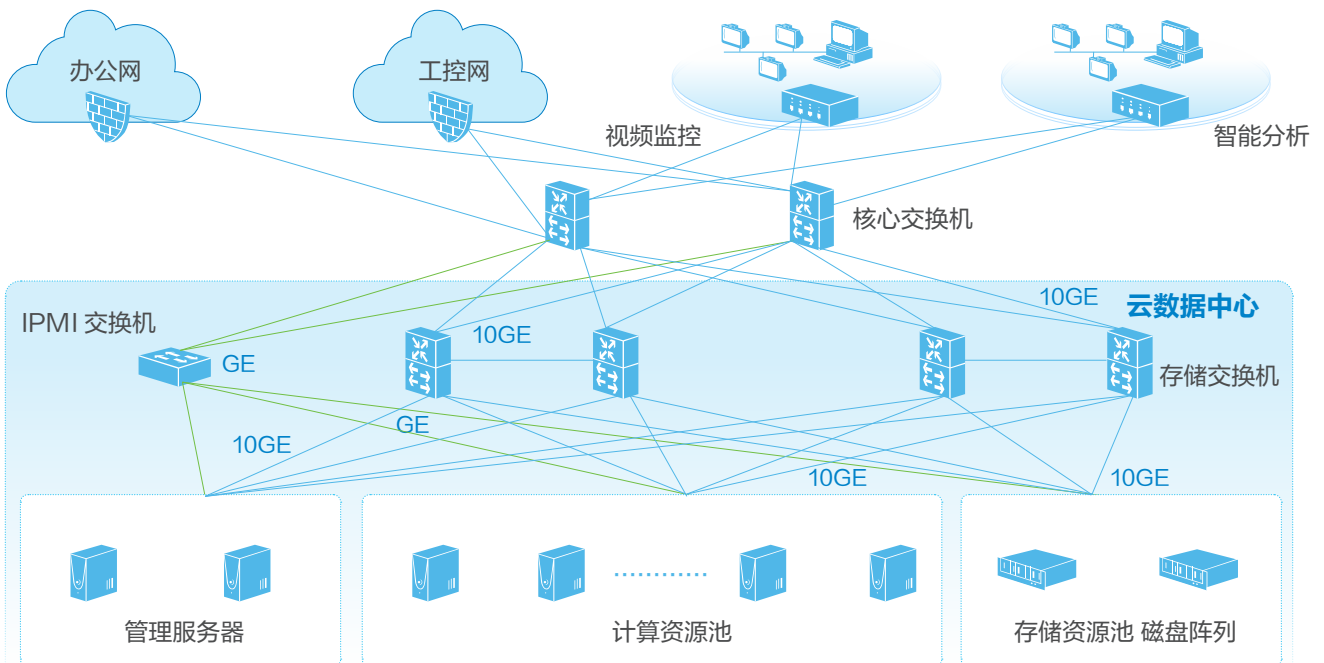 办公网
工控网
视频监控
智能分析
核心交换机
10GE
云数据中心
IPMI 交换机
10GE
GE
存储交换机
GE
10GE
10GE
10GE
管理服务器
计算资源池
存储资源池 磁盘阵列